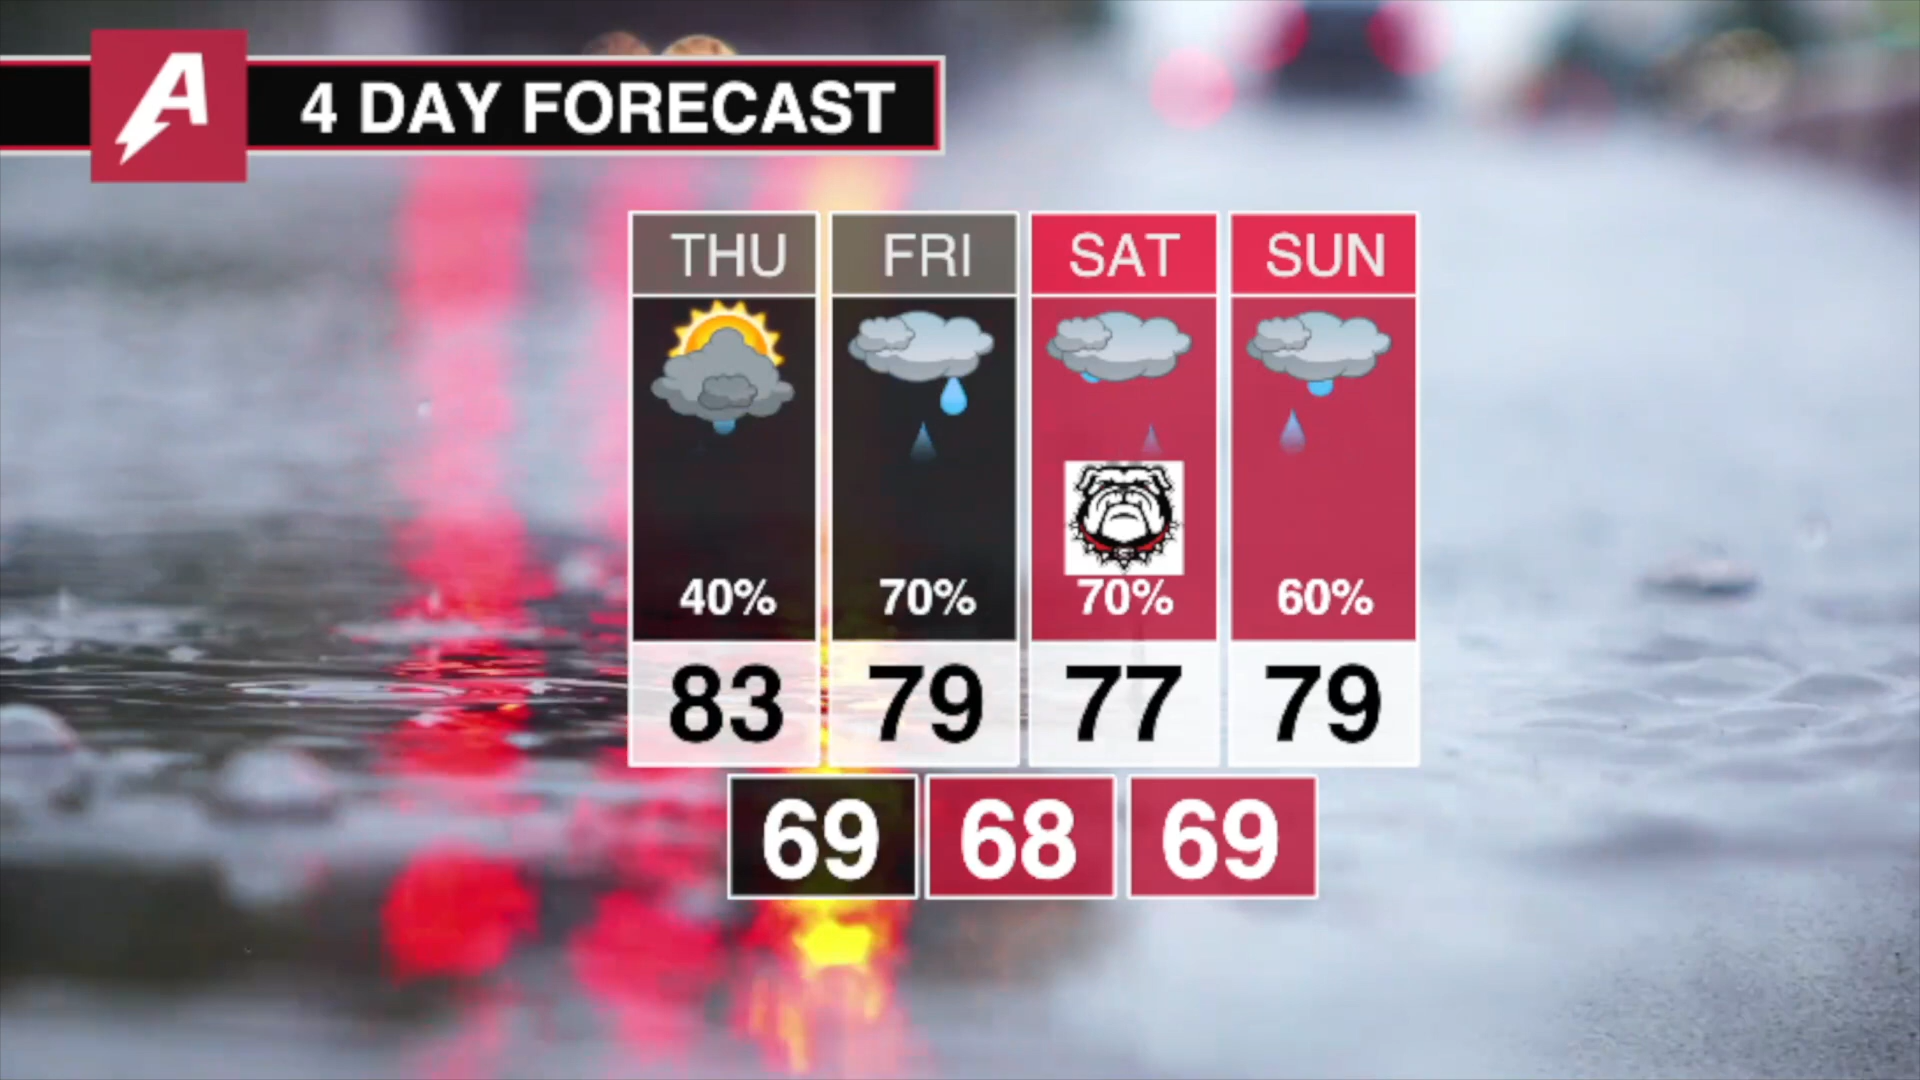 A
4 DAY FORECAST
THU FRI SAT SUN
40% 70% 70% 60%
83 79 77 79
69 68 69